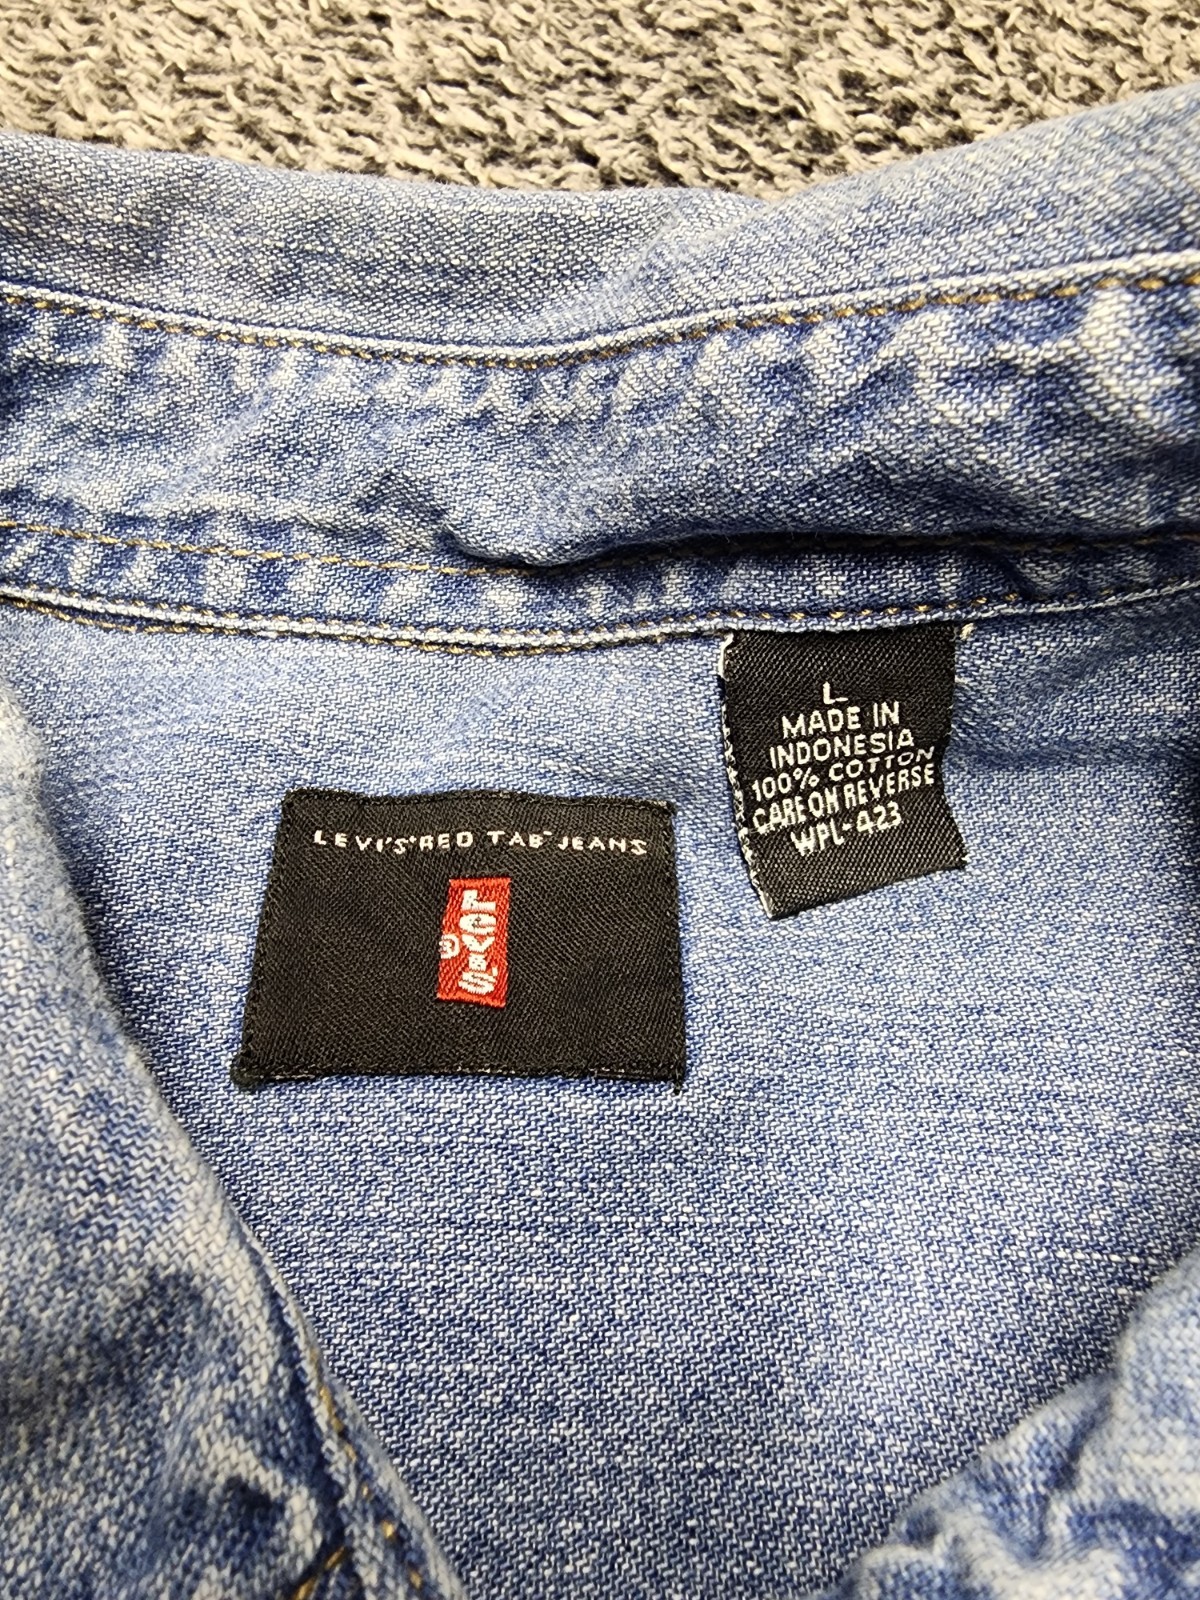 L
MADE IN
INDONESIA
100% COTTON
CARE ON REVERSE
WPL-423
LEVI'S® RED TAB™ JEANS
LEVI'S
®